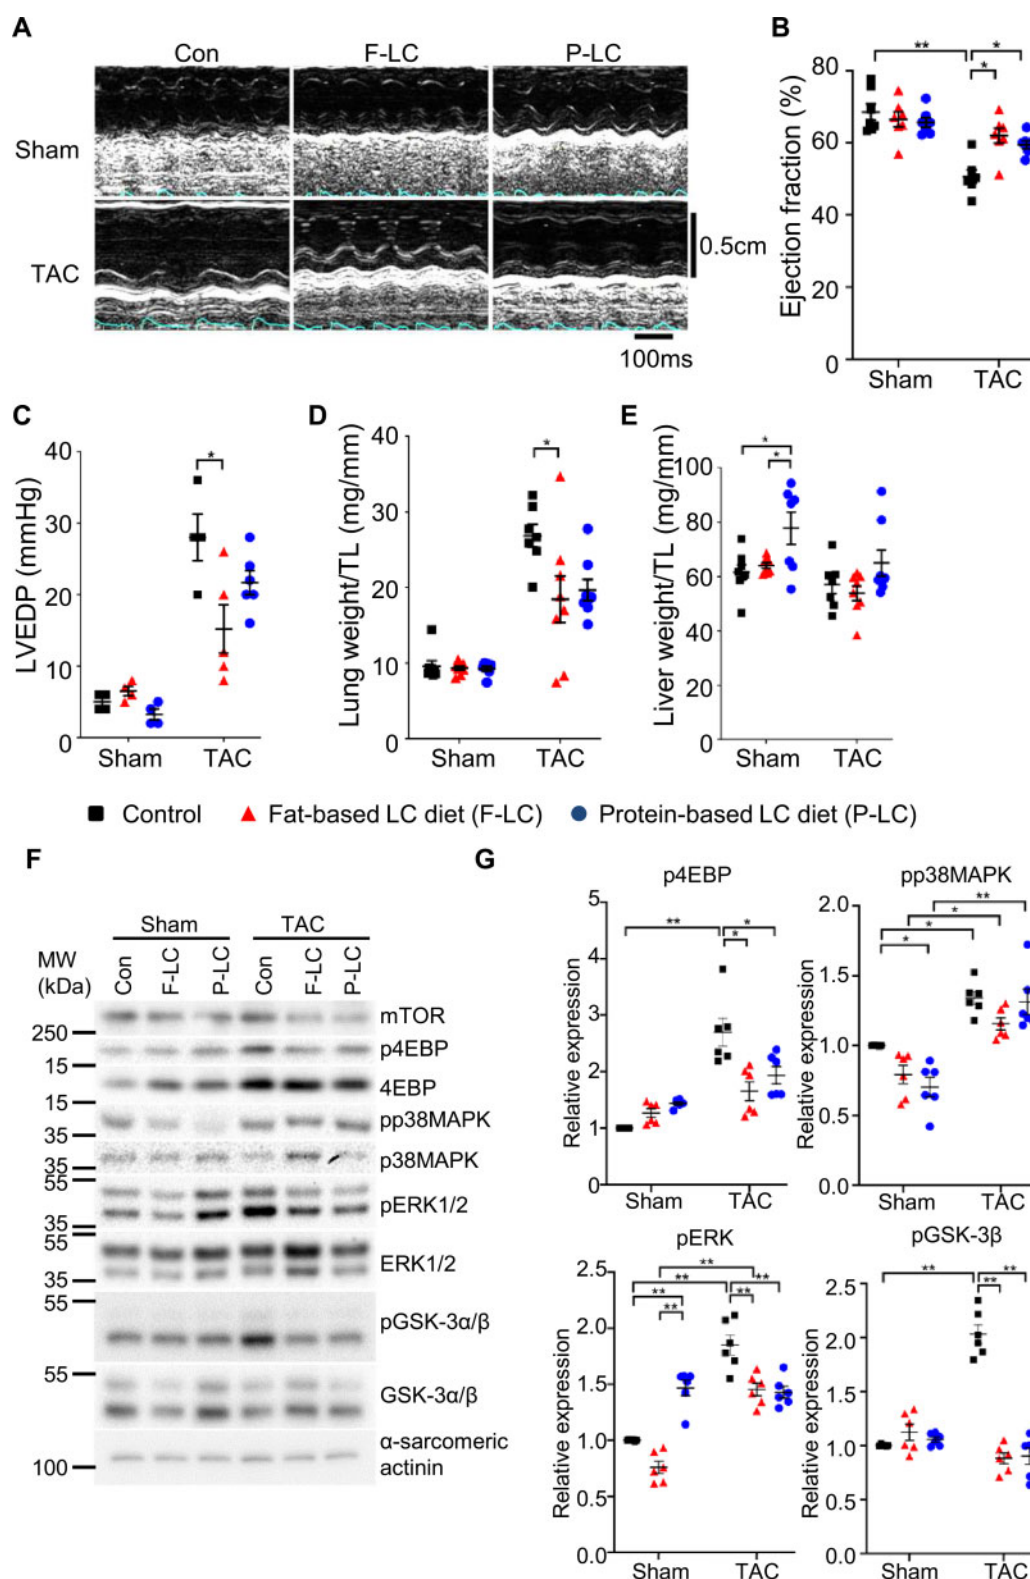 A
Con F-LC P-LC
Sham
TAC
0.5cm
100ms
B
Ejection fraction (%)
80
60
40
20
0
Sham TAC
** * *
C
LVEDP (mmHg)
40
30
20
10
0
Sham TAC
*
D
Lung weight/TL (mg/mm)
40
30
20
10
0
Sham TAC
*
E
Liver weight/TL (mg/mm)
100
80
60
40
20
0
Sham TAC
* *
Control Fat-based LC diet (F-LC) Protein-based LC diet (P-LC)
F
Sham TAC
MW
(kDa)
Con F-LC P-LC Con F-LC P-LC
mTOR
250
p4EBP
15
4EBP
15
pp38MAPK
35
p38MAPK
35
55
pERK1/2
35
ERK1/2
35
55
pGSK-3α/β
55
GSK-3α/β
α-sarcomeric
actinin
100
G
p4EBP
Relative expression
5
4
3
2
1
0
Sham TAC
** * *
pp38MAPK
Relative expression
2.0
1.5
1.0
0.5
0.0
Sham TAC
** * * *
pERK
Relative expression
2.5
2.0
1.5
1.0
0.5
0.0
Sham TAC
** ** ** ** ** **
pGSK-3β
Relative expression
2.5
2.0
1.5
1.0
0.5
0.0
Sham TAC
** ** **